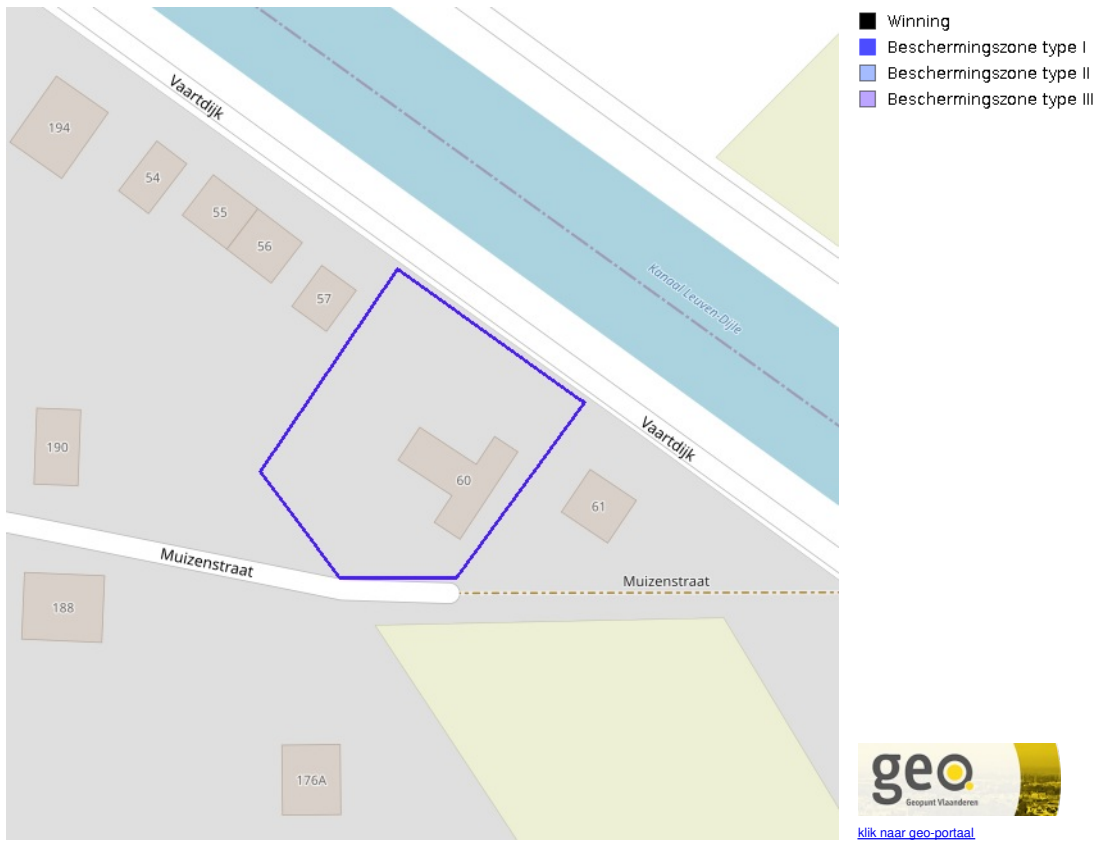 Vaartdijk
194
54
55
56
57
Kanaal Leuven-Dijle
Vaartdijk
190
60
61
Muizenstraat
Muizenstraat
188
176A
Winning
Beschermingszone type I
Beschermingszone type II
Beschermingszone type III
geo.
Geopunt Vlaanderen
klik naar geo-portaal